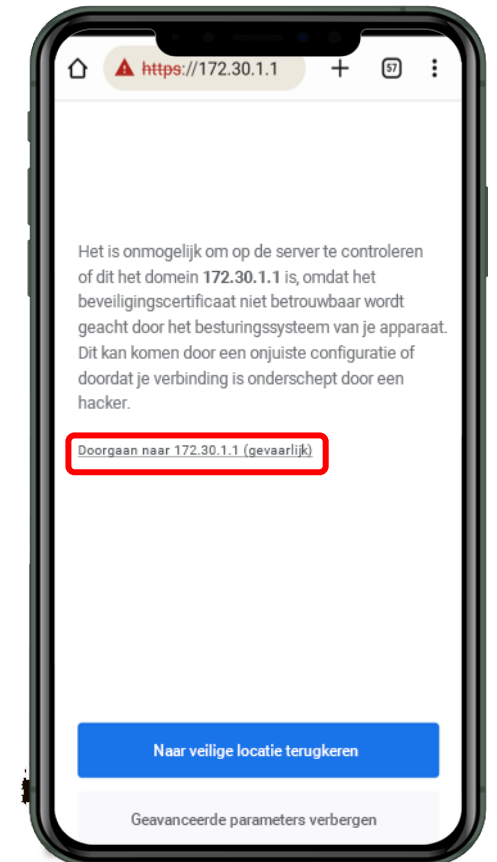 https://172.30.1.1
57
Het is onmogelijk om op de server te controleren
of dit het domein 172.30.1.1 is, omdat het
beveiligingscertificaat niet betrouwbaar wordt
geacht door het besturingssysteem van je apparaat.
Dit kan komen door een onjuiste configuratie of
doordat je verbinding is onderschept door een
hacker.
Doorgaan naar 172.30.1.1 (gevaarlijk)
Naar veilige locatie terugkeren
Geavanceerde parameters verbergen